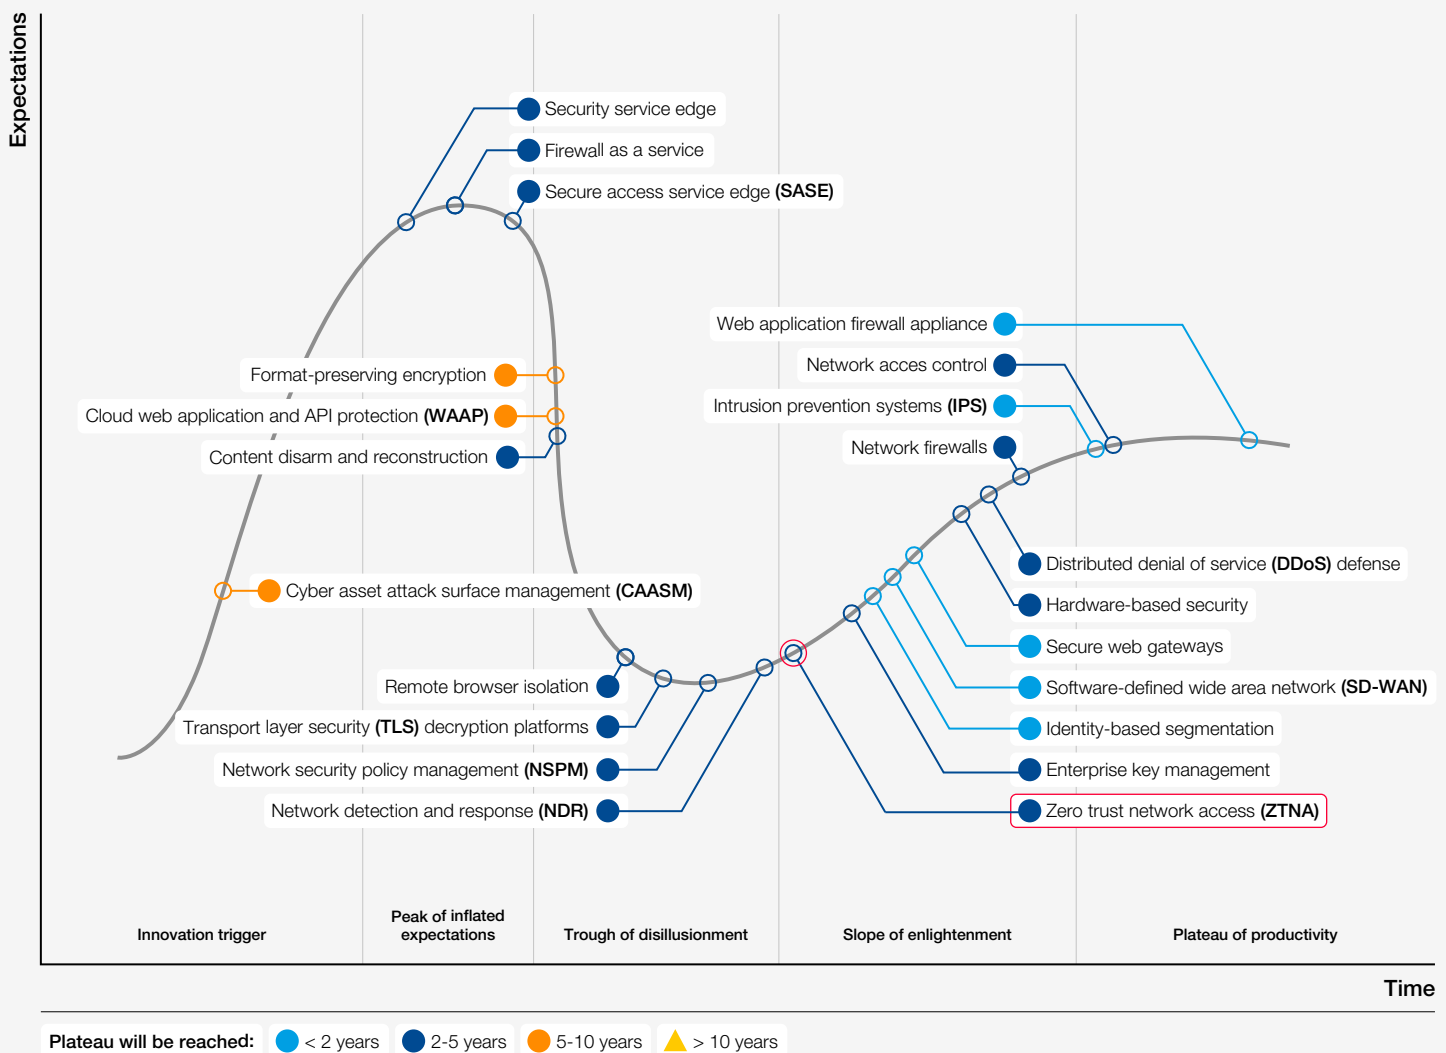 Expectations
Security service edge
Firewall as a service
Secure access service edge (SASE)
Web application firewall appliance
Network acces control
Format-preserving encryption
Intrusion prevention systems (IPS)
Cloud web application and API protection (WAAP)
Network firewalls
Content disarm and reconstruction
Distributed denial of service (DDoS) defense
Cyber asset attack surface management (CAASM)
Hardware-based security
Secure web gateways
Remote browser isolation
Software-defined wide area network (SD-WAN)
Transport layer security (TLS) decryption platforms
Identity-based segmentation
Network security policy management (NSPM)
Enterprise key management
Network detection and response (NDR)
Zero trust network access (ZTNA)
Innovation trigger
Peak of inflated
expectations
Trough of disillusionment
Slope of enlightenment
Plateau of productivity
Time
Plateau will be reached: < 2 years 2-5 years 5-10 years > 10 years